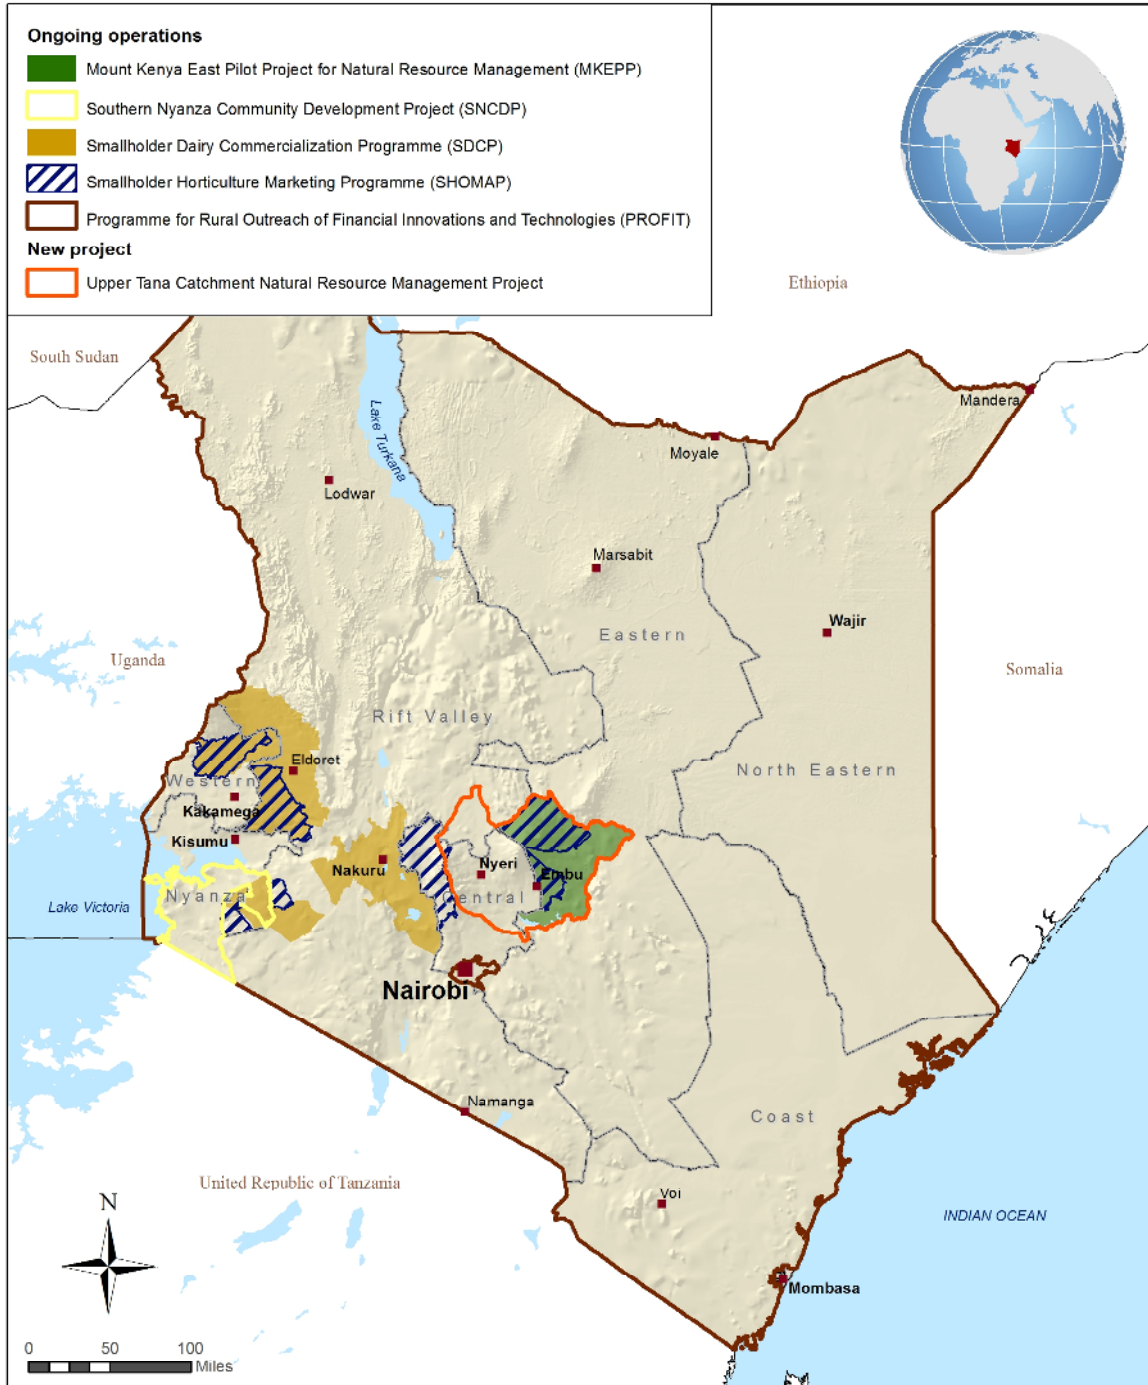 Ongoing operations
Mount Kenya East Pilot Project for Natural Resource Management (MKEPP)
Southern Nyanza Community Development Project (SNCDP)
Smallholder Dairy Commercialization Programme (SDCP)
Smallholder Horticulture Marketing Programme (SHOMAP)
Programme for Rural Outreach of Financial Innovations and Technologies (PROFIT)
New project
Upper Tana Catchment Natural Resource Management Project
Ethiopia
South Sudan
Mandera
Lake Turkana
Moyale
Lodwar
Marsabit
Wajir
Eastern
Uganda
Somalia
Rift Valley
Eldoret
North Eastern
Western
Kakamega
Kisumu
Nakuru
Nyeri
Embu
Nyanza
Central
Lake Victoria
Nairobi
Namanga
Coast
United Republic of Tanzania
Voi
N
INDIAN OCEAN
Mombasa
0 50 100
Miles